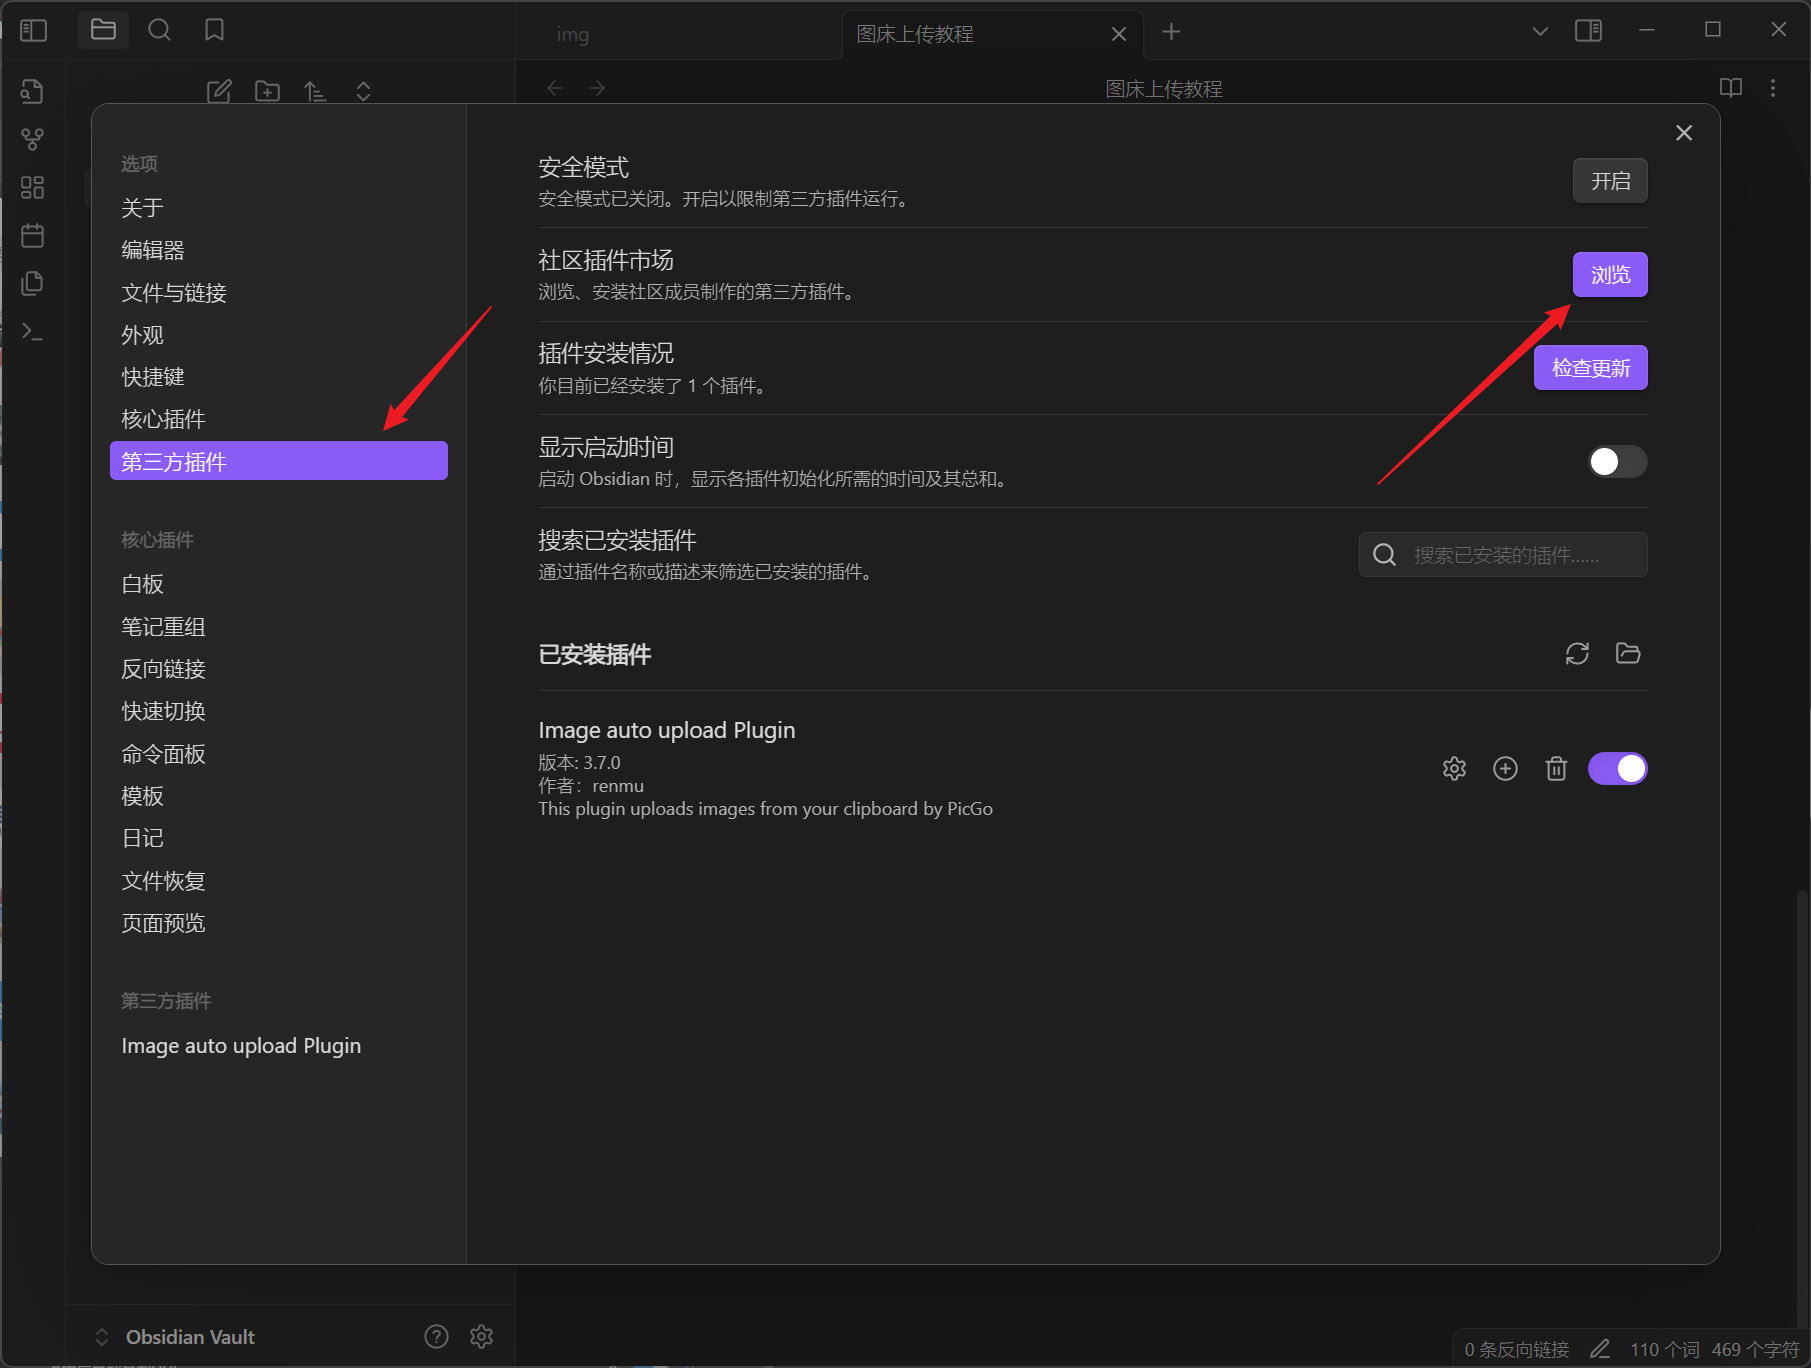 img
图床上传教程
图床上传教程
选项
关于
编辑器
文件与链接
外观
快捷键
核心插件
第三方插件
核心插件
白板
笔记重组
反向链接
快速切换
命令面板
模板
日记
文件恢复
页面预览
第三方插件
Image auto upload Plugin
安全模式
安全模式已关闭。开启以限制第三方插件运行。
开启
社区插件市场
浏览、安装社区成员制作的第三方插件。
浏览
插件安装情况
你目前已经安装了 1 个插件。
检查更新
显示启动时间
启动 Obsidian 时，显示各插件初始化所需的时间及其总和。
搜索已安装插件
通过插件名称或描述来筛选已安装的插件。
搜索已安装的插件......
已安装插件
Image auto upload Plugin
版本: 3.7.0
作者：renmu
This plugin uploads images from your clipboard by PicGo
Obsidian Vault
0 条反向链接
110 个词
469 个字符